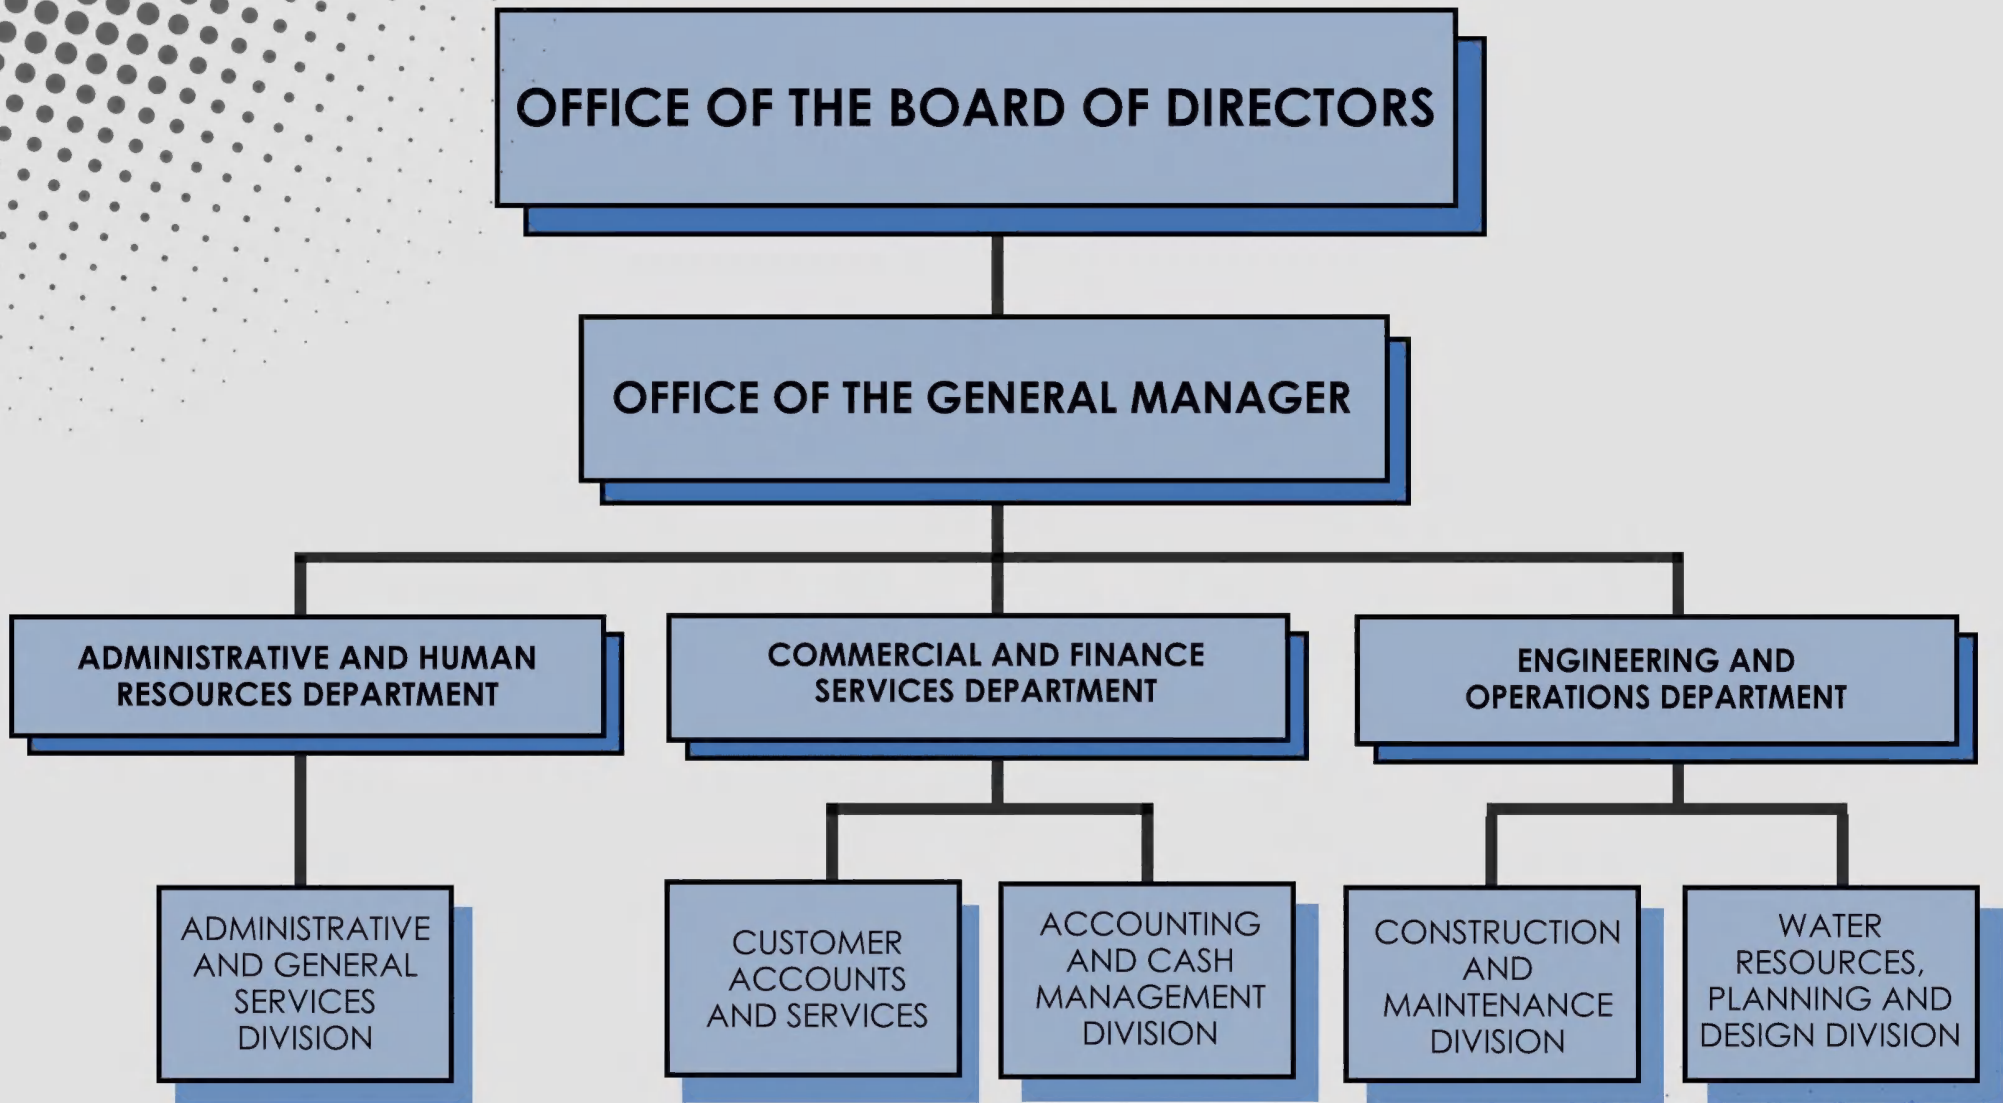 OFFICE OF THE BOARD OF DIRECTORS
OFFICE OF THE GENERAL MANAGER
ADMINISTRATIVE AND HUMAN
RESOURCES DEPARTMENT
COMMERCIAL AND FINANCE
SERVICES DEPARTMENT
ENGINEERING AND
OPERATIONS DEPARTMENT
ADMINISTRATIVE
AND GENERAL
SERVICES
DIVISION
CUSTOMER
ACCOUNTS
AND SERVICES
ACCOUNTING
AND CASH
MANAGEMENT
DIVISION
CONSTRUCTION
AND
MAINTENANCE
DIVISION
WATER
RESOURCES,
PLANNING AND
DESIGN DIVISION